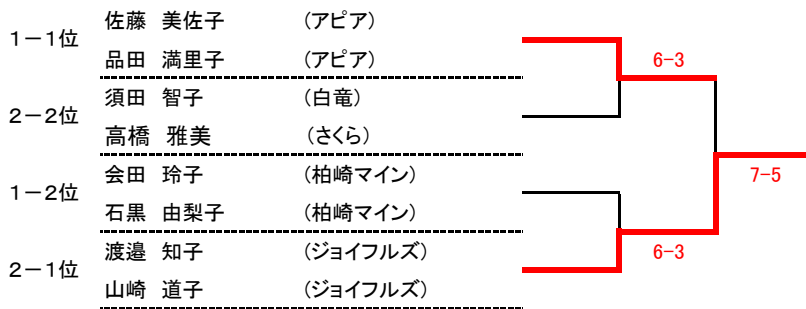 1－1位
佐藤 美佐子 (アピア)
品田 満里子 (アピア)
6-3
2－2位
須田 智子 (白竜)
高橋 雅美 (さくら)
7-5
1－2位
会田 玲子 (柏崎マイン)
石黒 由梨子 (柏崎マイン)
6-3
2－1位
渡邉 知子 (ジョイフルズ)
山崎 道子 (ジョイフルズ)